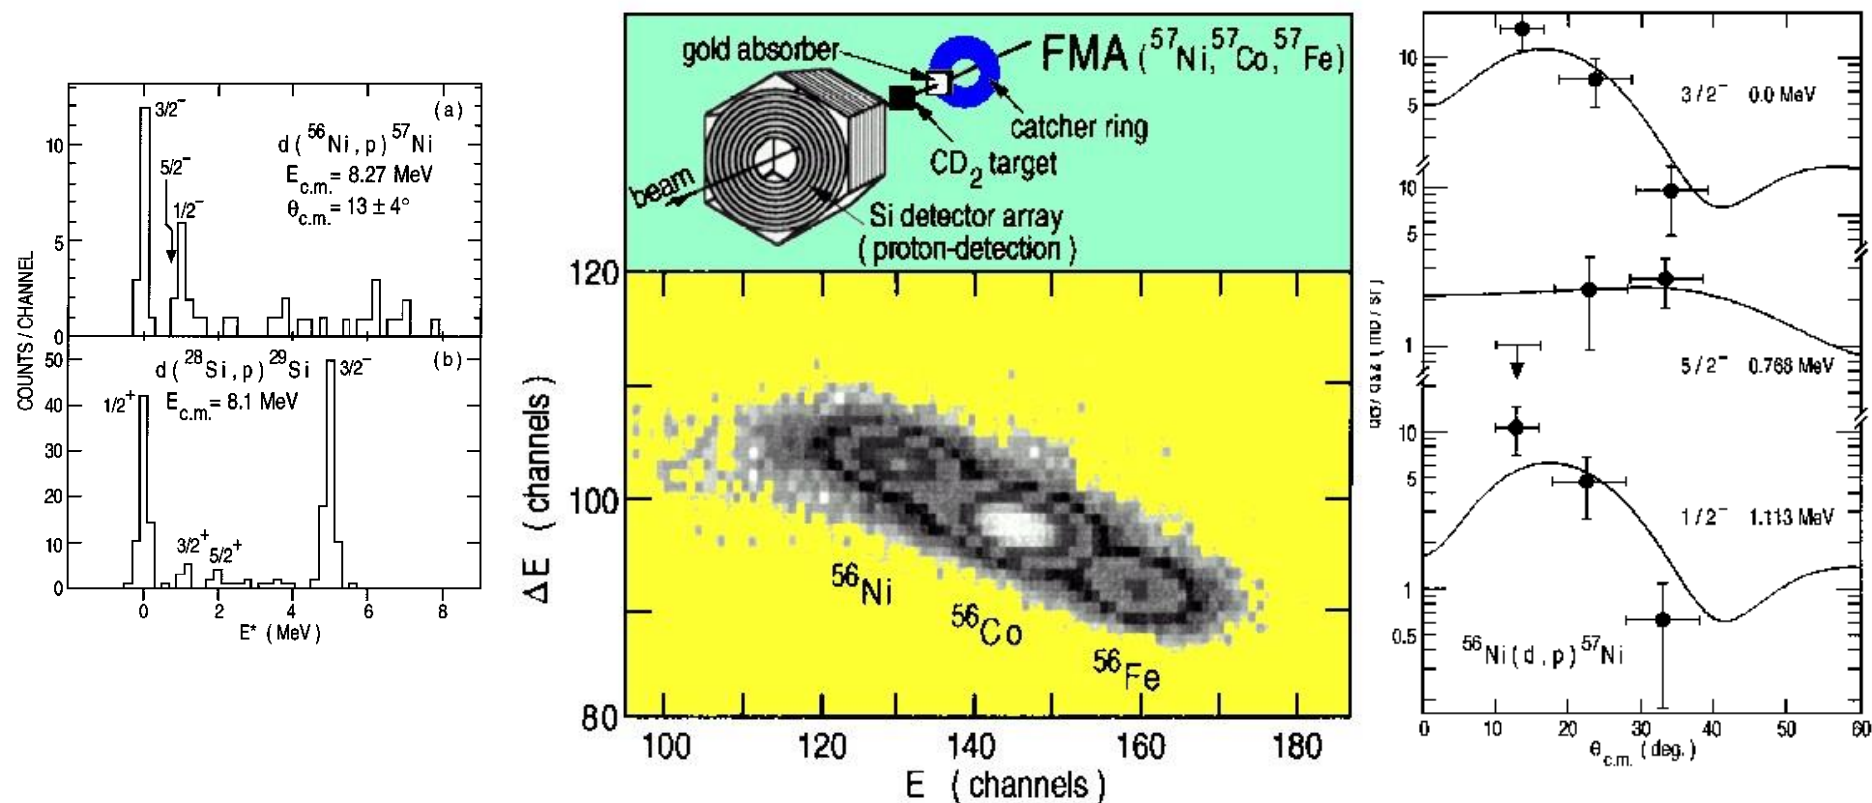 COUNTS / CHANNEL
(a)
3/2⁻
d(⁵⁶Ni,p)⁵⁷Ni
5/2⁻
E_c.m. = 8.27 MeV
1/2⁻
θ_c.m. = 13 ± 4°
10
5
0
(b)
d(²⁸Si,p)²⁹Si
3/2⁻
E_c.m. = 8.1 MeV
1/2⁺
3/2⁺
5/2⁺
50
40
30
20
10
0
0 2 4 6 8
E* (MeV)
gold absorber
FMA (⁵⁷Ni,⁵⁷Co,⁵⁷Fe)
catcher ring
CD₂ target
beam
Si detector array
(proton-detection)
120
100
80
ΔE (channels)
⁵⁶Ni
⁵⁶Co
⁵⁶Fe
100 120 140 160 180
E (channels)
10
5
3/2⁻ 0.0 MeV
10
5
1
5/2⁻ 0.768 MeV
10
5
1/2⁻ 1.113 MeV
1
0.5
⁵⁶Ni(d,p)⁵⁷Ni
0 10 20 30 40 50 60
θ_c.m. (deg.)